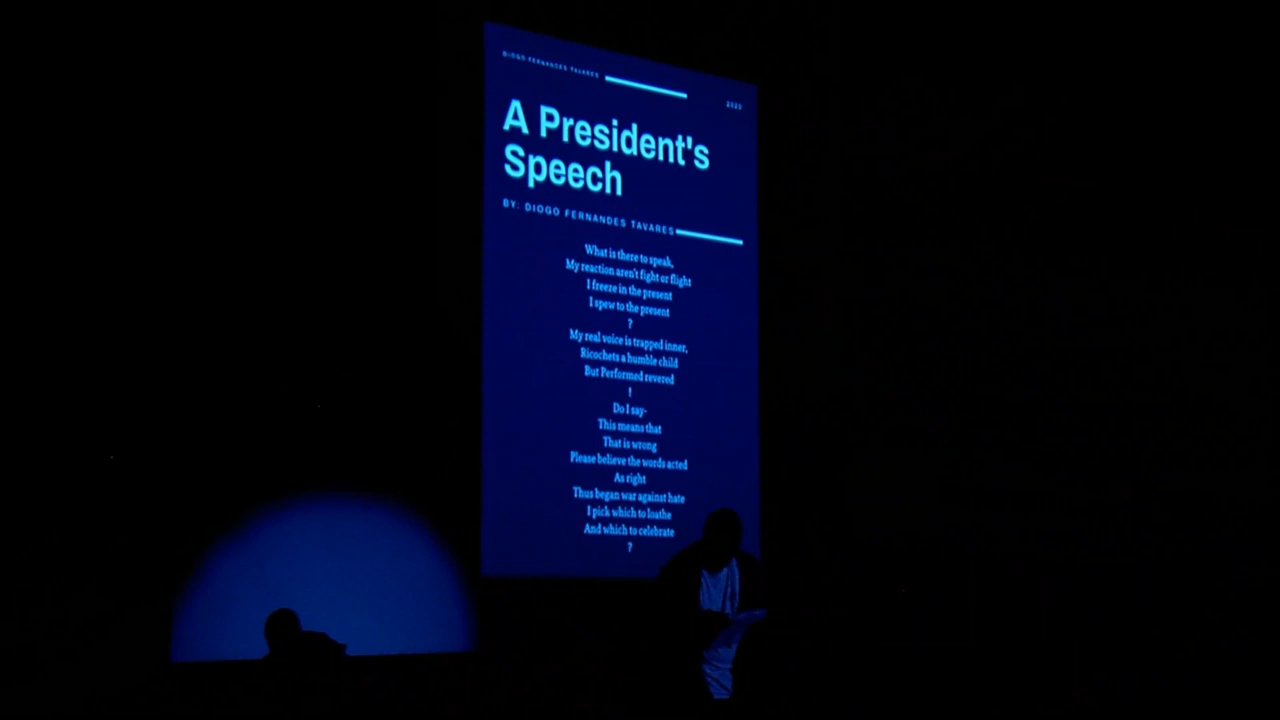 DIOGO FERNANDES TAVARES
2023
A President's
Speech
BY: DIOGO FERNANDES TAVARES
What is there to speak,
My reaction aren't fight or flight
I freeze in the present
I spew to the present
?
My real voice is trapped inner,
Ricochets a humble child
But Performed revered
!
Do I say-
This means that
That is wrong
Please believe the words acted
As right
Thus began war against hate
I pick which to loathe
And which to celebrate
?